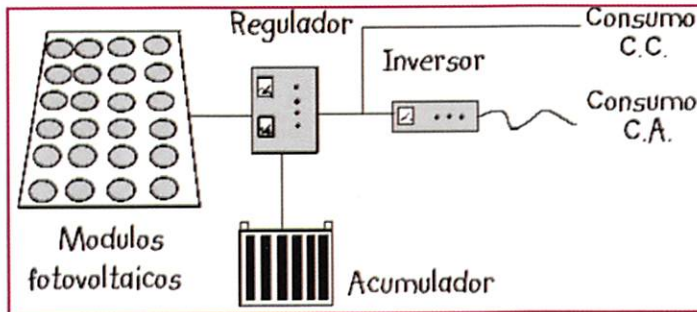 Regulador
Consumo
C.C.
Inversor
Consumo
C.A.
Modulos
fotovoltaicos
Acumulador